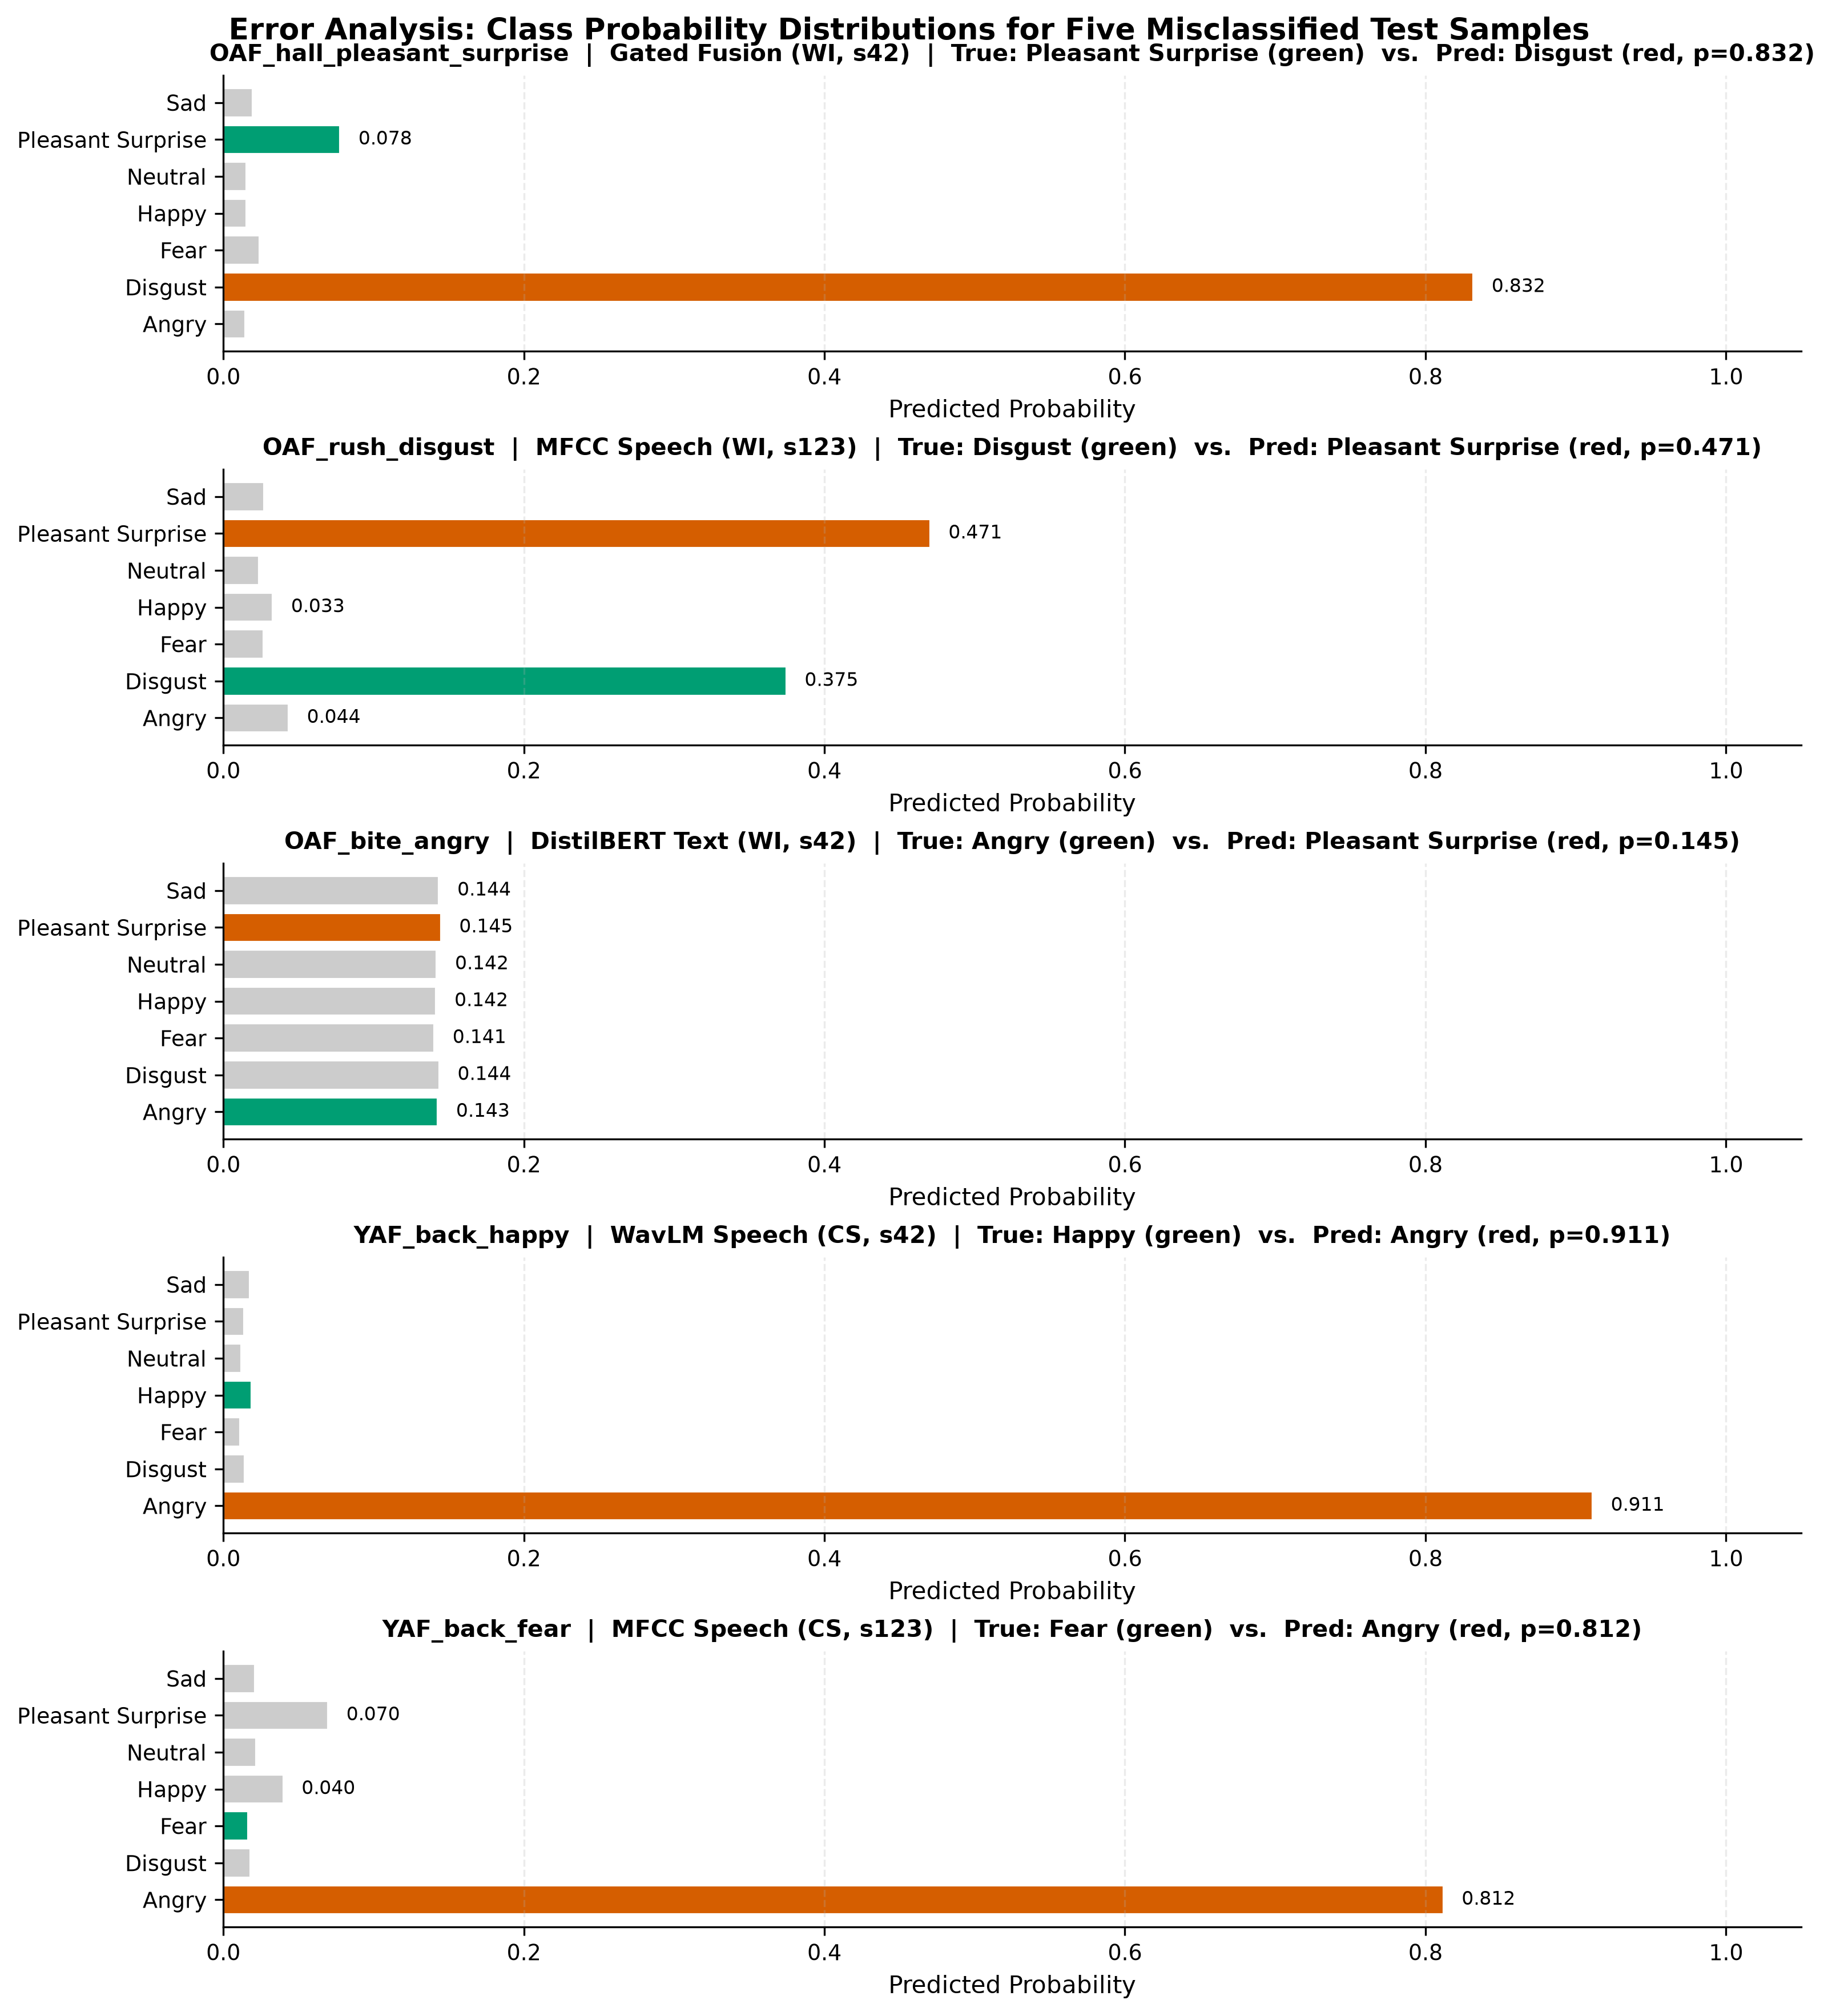 Error Analysis: Class Probability Distributions for Five Misclassified Test Samples
OAF_hall_pleasant_surprise | Gated Fusion (WI, s42) | True: Pleasant Surprise (green) vs. Pred: Disgust (red, p=0.832)
Sad
Pleasant Surprise 0.078
Neutral
Happy
Fear
Disgust 0.832
Angry
0.0 0.2 0.4 0.6 0.8 1.0
Predicted Probability
OAF_rush_disgust | MFCC Speech (WI, s123) | True: Disgust (green) vs. Pred: Pleasant Surprise (red, p=0.471)
Sad
Pleasant Surprise 0.471
Neutral
Happy 0.033
Fear
Disgust 0.375
Angry 0.044
0.0 0.2 0.4 0.6 0.8 1.0
Predicted Probability
OAF_bite_angry | DistilBERT Text (WI, s42) | True: Angry (green) vs. Pred: Pleasant Surprise (red, p=0.145)
Sad 0.144
Pleasant Surprise 0.145
Neutral 0.142
Happy 0.142
Fear 0.141
Disgust 0.144
Angry 0.143
0.0 0.2 0.4 0.6 0.8 1.0
Predicted Probability
YAF_back_happy | WavLM Speech (CS, s42) | True: Happy (green) vs. Pred: Angry (red, p=0.911)
Sad
Pleasant Surprise
Neutral
Happy
Fear
Disgust
Angry 0.911
0.0 0.2 0.4 0.6 0.8 1.0
Predicted Probability
YAF_back_fear | MFCC Speech (CS, s123) | True: Fear (green) vs. Pred: Angry (red, p=0.812)
Sad
Pleasant Surprise 0.070
Neutral
Happy 0.040
Fear
Disgust
Angry 0.812
0.0 0.2 0.4 0.6 0.8 1.0
Predicted Probability